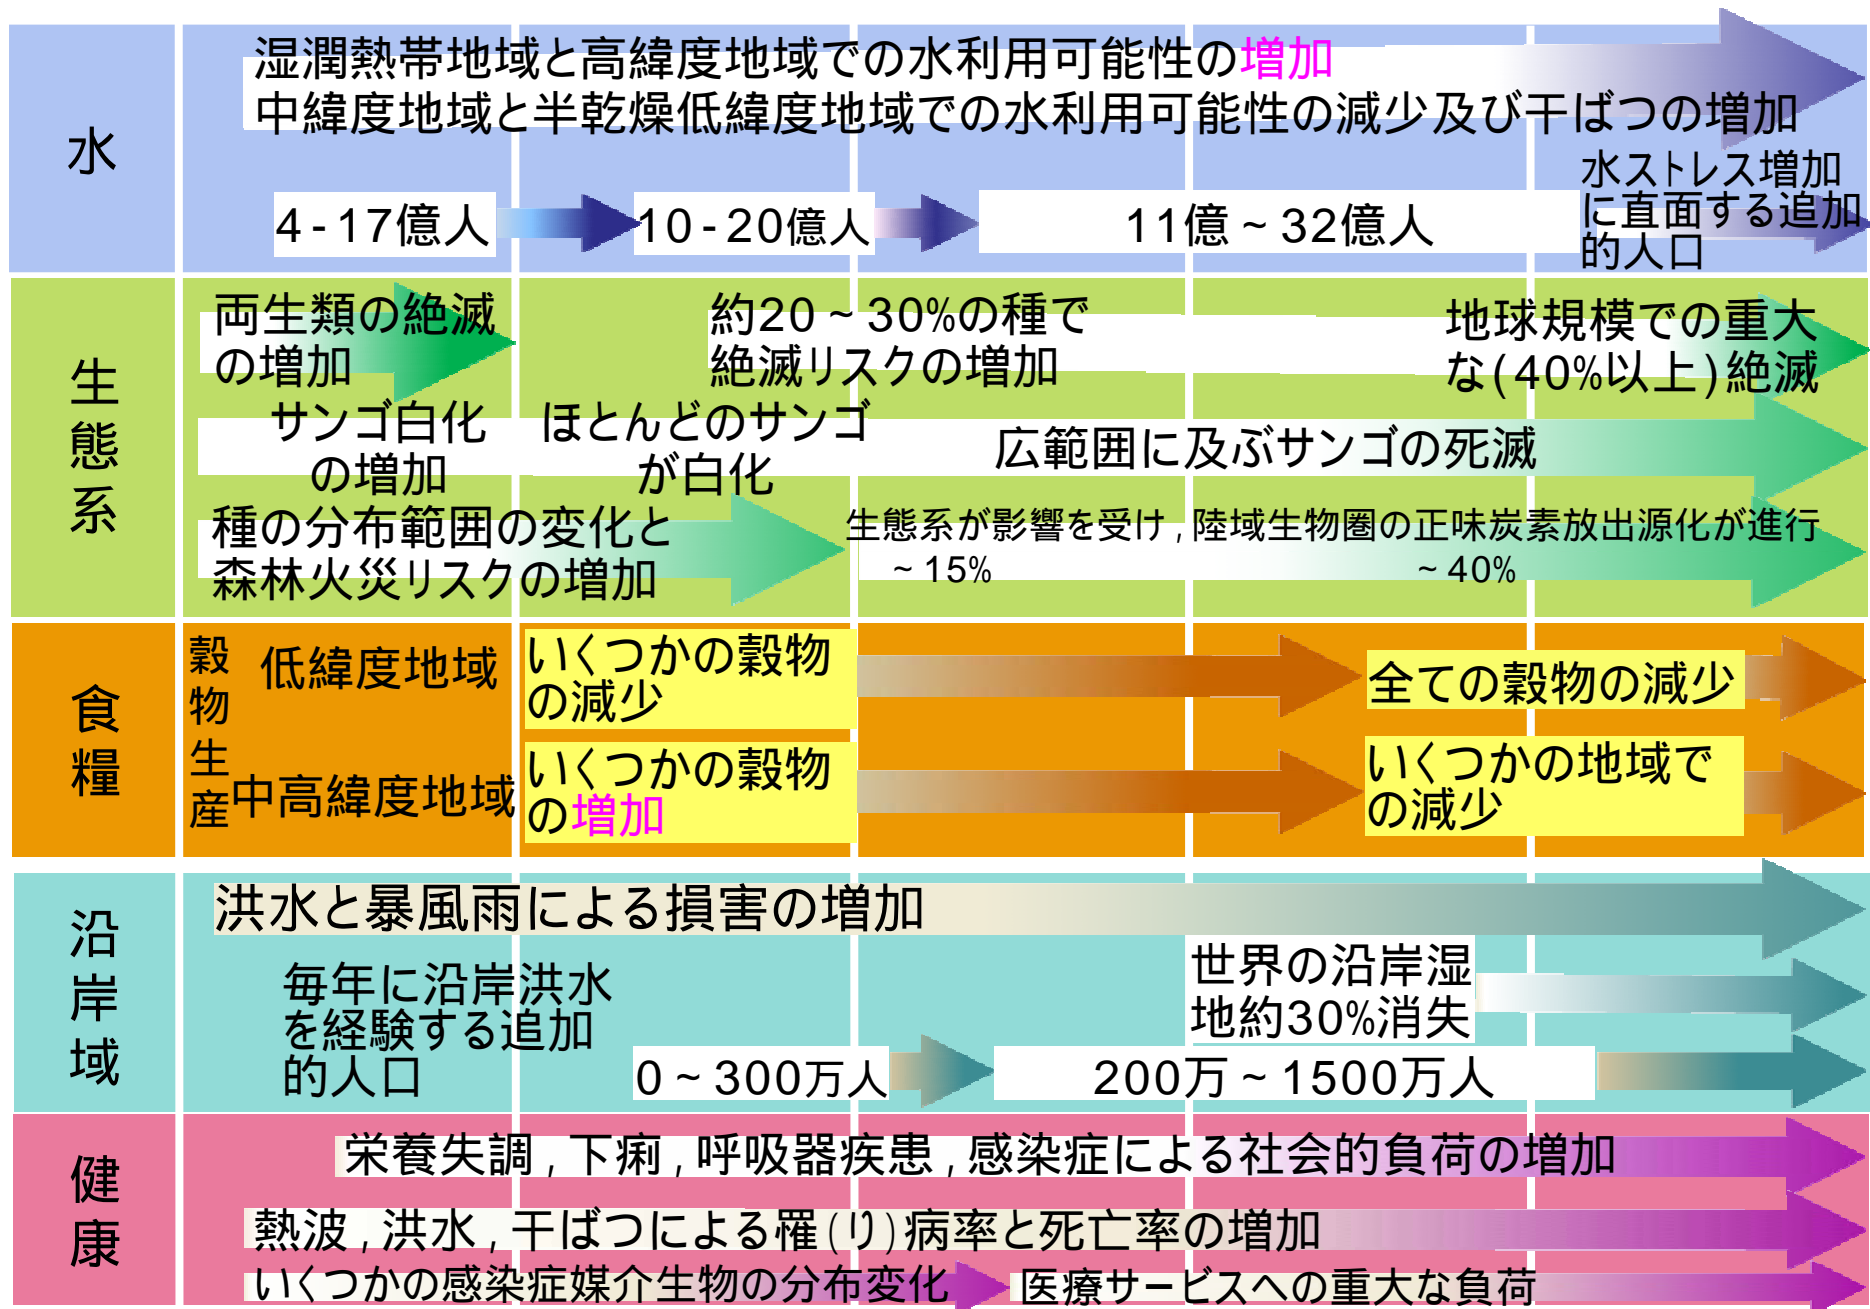 水
湿潤熱帯地域と高緯度地域での水利用可能性の増加
中緯度地域と半乾燥低緯度地域での水利用可能性の減少及び干ばつの増加
4-17億人
10-20億人
11億~32億人
水ストレス増加
に直面する追加
的人口
生態系
両生類の絶滅
の増加
約20~30%の種で
絶滅リスクの増加
地球規模での重大
な(40%以上)絶滅
サンゴ白化
の増加
ほとんどのサンゴ
が白化
広範囲に及ぶサンゴの死滅
種の分布範囲の変化と
森林火災リスクの増加
生態系が影響を受け,陸域生物圏の正味炭素放出源化が進行
~15%
~40%
食糧
穀物生産
低緯度地域
いくつかの穀物
の減少
全ての穀物の減少
中高緯度地域
いくつかの穀物
の増加
いくつかの地域で
の減少
沿岸域
洪水と暴風雨による損害の増加
世界の沿岸湿
地約30%消失
毎年に沿岸洪水
を経験する追加
的人口
0~300万人
200万~1500万人
健康
栄養失調,下痢,呼吸器疾患,感染症による社会的負荷の増加
熱波,洪水,干ばつによる罹(り)病率と死亡率の増加
いくつかの感染症媒介生物の分布変化
医療サービスへの重大な負荷